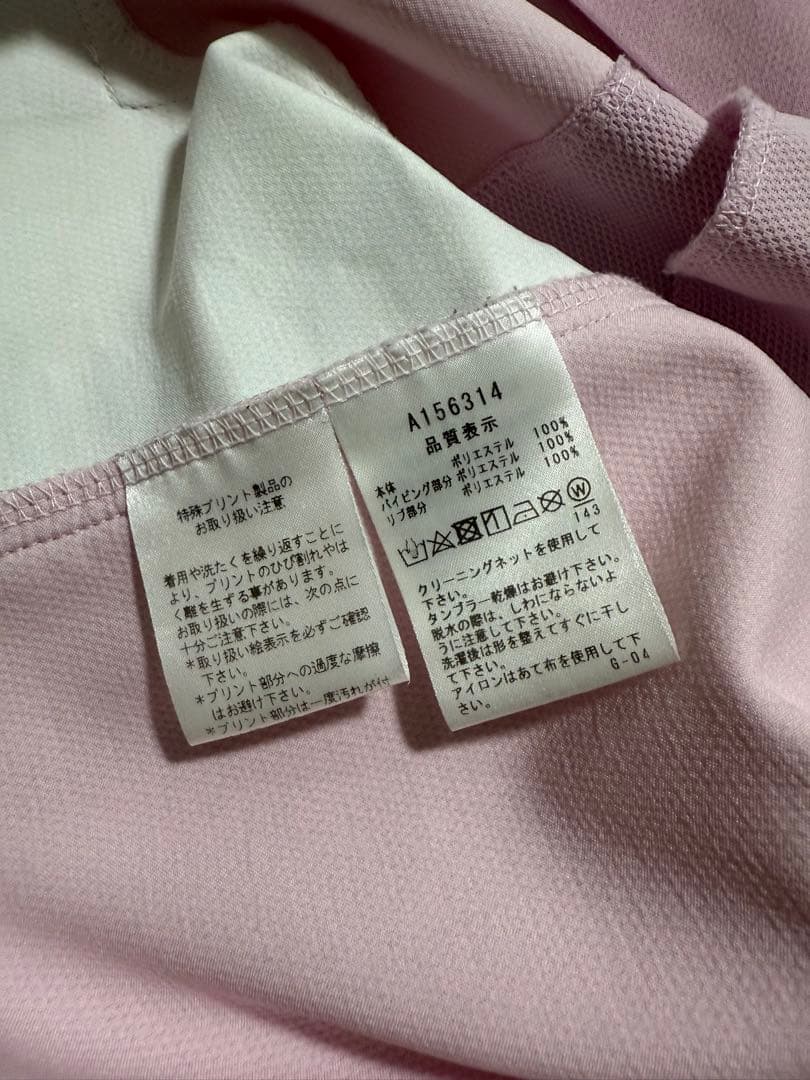 特殊プリント製品の
お取り扱い注意
着用や洗たくを繰り返すことに
より、プリントのひび割れやは
く離を生ずる事があります。
お取り扱いの際には、次の点に
十分ご注意下さい。
*取り扱い絵表示を必ずご確認
下さい。
*プリント部分への過度な摩擦
はお避け下さい。
*プリント部分は一度汚れが付
A156314
品質表示
本体 ポリエステル 100%
パイピング部分 ポリエステル 100%
リブ部分 ポリエステル 100%
W
143
クリーニングネットを使用して
下さい。
タンブラー乾燥はお避け下さい。
脱水の際は、しわにならないよ
うに注意して下さい。
洗濯後は形を整えてすぐに干し
て下さい。
アイロンはあて布を使用して下
さい。
G-04